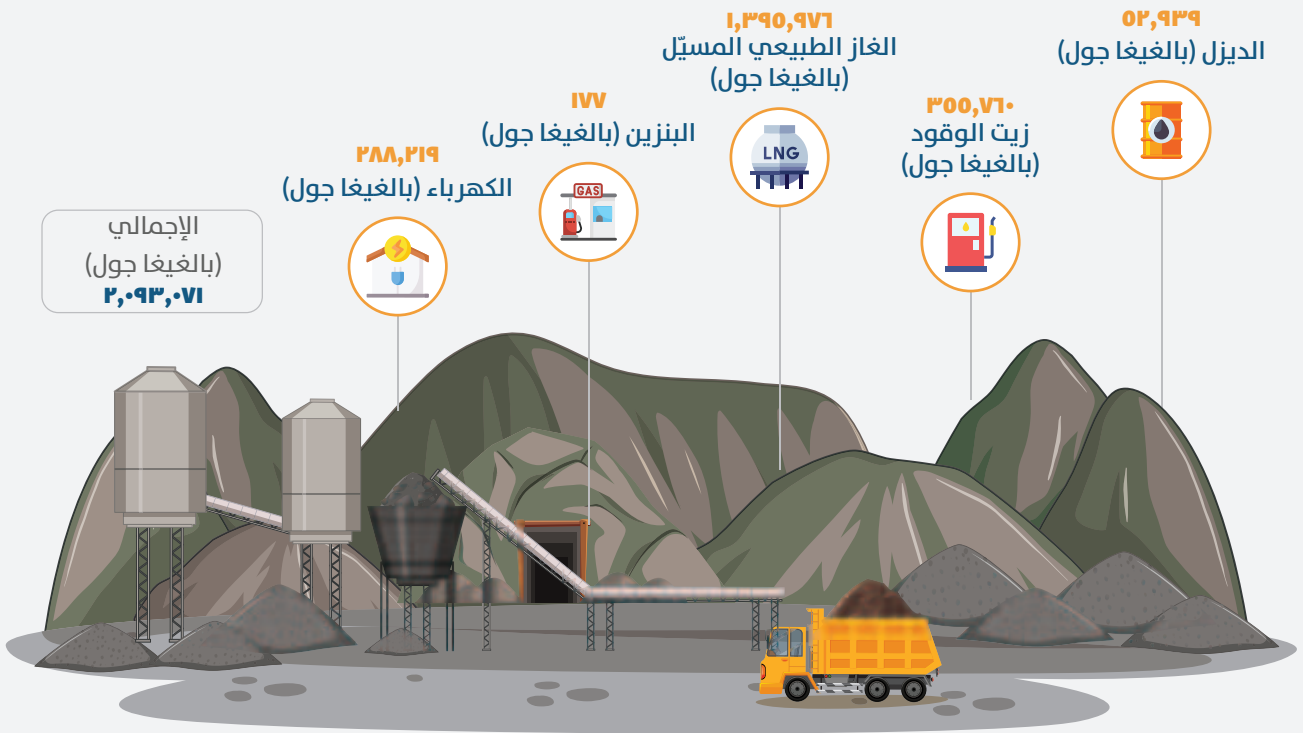 ٥٢,٩٣٩
الديزل (بالغيغا جول)
٣٥٥,٧٦٠
زيت الوقود
(بالغيغا جول)
١,٣٩٥,٩٧٦
الغاز الطبيعي المسيّل
(بالغيغا جول)
LNG
١٧٧
البنزين (بالغيغا جول)
GAS
٢٨٨,٢١٩
الكهرباء (بالغيغا جول)
الإجمالي
(بالغيغا جول)
٢,٠٩٣,٠٧١